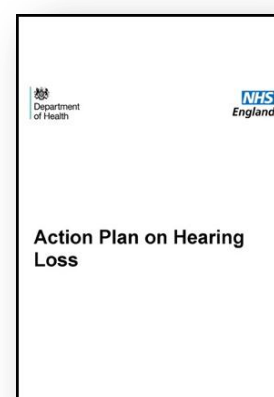 Department
of Health
NHS
England
Action Plan on Hearing
Loss